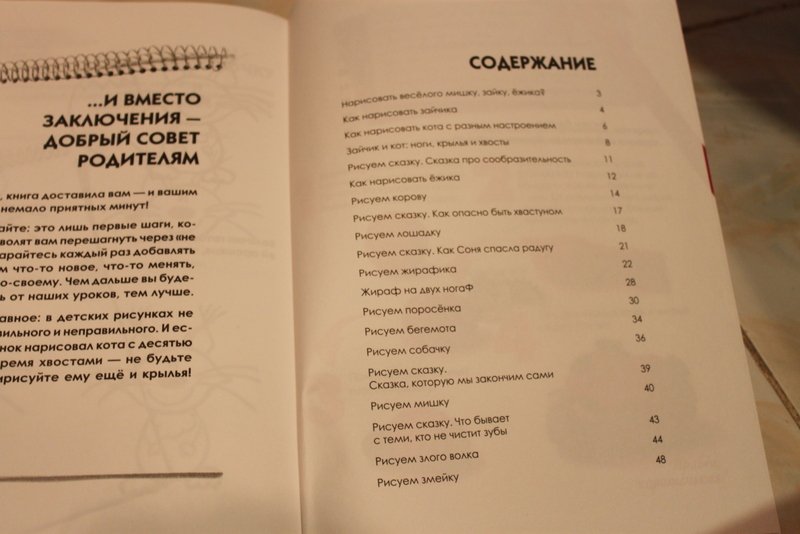 ...И ВМЕСТО
ЗАКЛЮЧЕНИЯ —
ДОБРЫЙ СОВЕТ
РОДИТЕЛЯМ
, книга доставила вам — и вашим
немало приятных минут!
айте: это лишь первые шаги, ко-
волят вам перешагнуть через «не
арайтесь каждый раз добавлять
м что-то новое, что-то менять,
о-своему. Чем дальше вы буде-
ь от наших уроков, тем лучше.
авное: в детских рисунках не
вильного и неправильного. И ес-
нок нарисовал кота с десятью
ремя хвостами — не будьте
рисуйте ему ещё и крылья!
СОДЕРЖАНИЕ
Нарисовать весёлого мишку, зайку, ёжика? 3
Как нарисовать зайчика 4
Как нарисовать кота с разным настроением 6
Зайчик и кот: ноги, крылья и хвосты 8
Рисуем сказку. Сказка про сообразительность 11
Как нарисовать ёжика 12
Рисуем корову 14
Рисуем сказку. Как опасно быть хвастуном 17
Рисуем лошадку 18
Рисуем сказку. Как Соня спасла радугу 21
Рисуем жирафика 22
Жираф на двух ногаФ 28
Рисуем поросёнка 30
Рисуем бегемота 34
Рисуем собачку 36
Рисуем сказку.
Сказка, которую мы закончим сами 39
Рисуем мишку 40
Рисуем сказку. Что бывает
с теми, кто не чистит зубы 43
Рисуем злого волка 44
Рисуем змейку 48